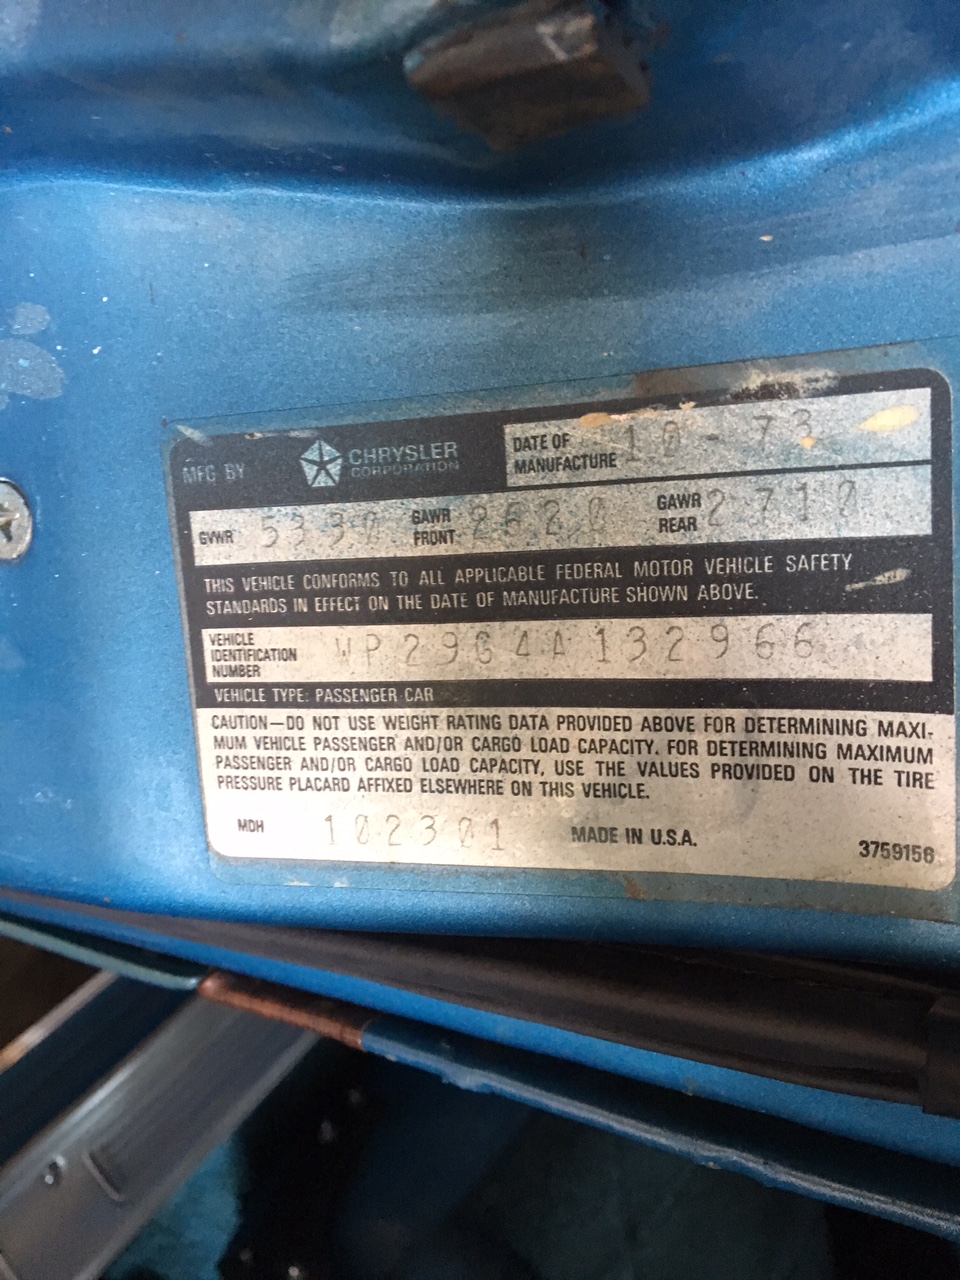 MFG BY CHRYSLER CORPORATION
DATE OF MANUFACTURE 10-73
GVWR 5330 GAWR FRONT 2620 GAWR REAR 2710
THIS VEHICLE CONFORMS TO ALL APPLICABLE FEDERAL MOTOR VEHICLE SAFETY
STANDARDS IN EFFECT ON THE DATE OF MANUFACTURE SHOWN ABOVE.
VEHICLE IDENTIFICATION NUMBER WP29G4A132966
VEHICLE TYPE: PASSENGER CAR
CAUTION—DO NOT USE WEIGHT RATING DATA PROVIDED ABOVE FOR DETERMINING MAXI-
MUM VEHICLE PASSENGER AND/OR CARGO LOAD CAPACITY. FOR DETERMINING MAXIMUM
PASSENGER AND/OR CARGO LOAD CAPACITY, USE THE VALUES PROVIDED ON THE TIRE
PRESSURE PLACARD AFFIXED ELSEWHERE ON THIS VEHICLE.
MDH 102301 MADE IN U.S.A. 3759156